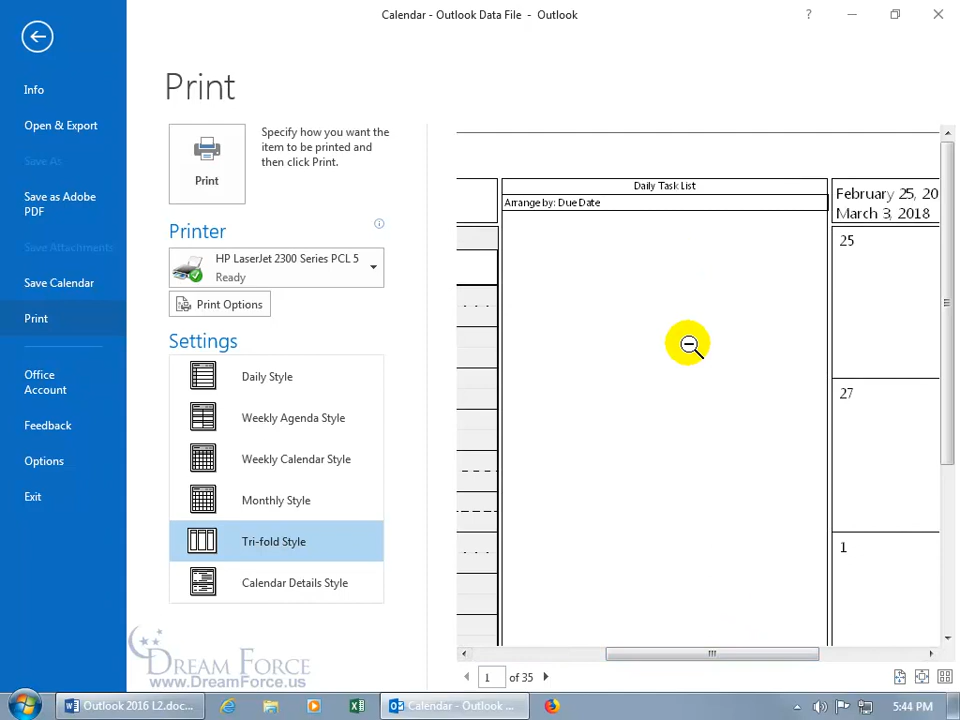 Calendar - Outlook Data File - Outlook
?
Info
Open & Export
Save As
Save as Adobe
PDF
Save Attachments
Save Calendar
Print
Office
Account
Feedback
Options
Exit
Print
Print
Specify how you want the
item to be printed and
then click Print.
Printer
HP LaserJet 2300 Series PCL 5
Ready
Print Options
Settings
Daily Style
Weekly Agenda Style
Weekly Calendar Style
Monthly Style
Tri-fold Style
Calendar Details Style
Daily Task List
Arrange by: Due Date
February 25, 20
March 3, 2018
25
27
1
1 of 35
DREAM FORCE
www.DreamForce.us
Outlook 2016 L2.doc...
Calendar - Outlook ...
5:44 PM